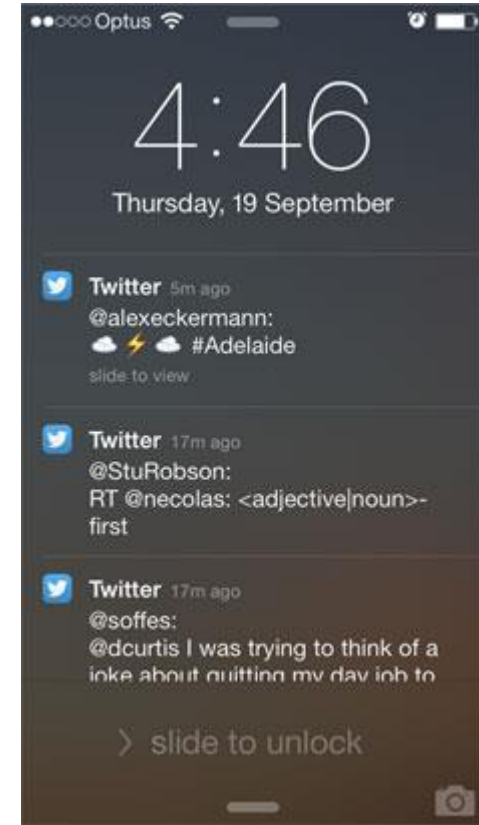 Optus
4:46
Thursday, 19 September
Twitter 5m ago
@alexeckermann:
☁️⚡☁️ #Adelaide
slide to view
Twitter 17m ago
@StuRobson:
RT @necolas: <adjective|noun>-
first
Twitter 17m ago
@soffes:
@dcurtis I was trying to think of a
joke about quitting my day job to
> slide to unlock